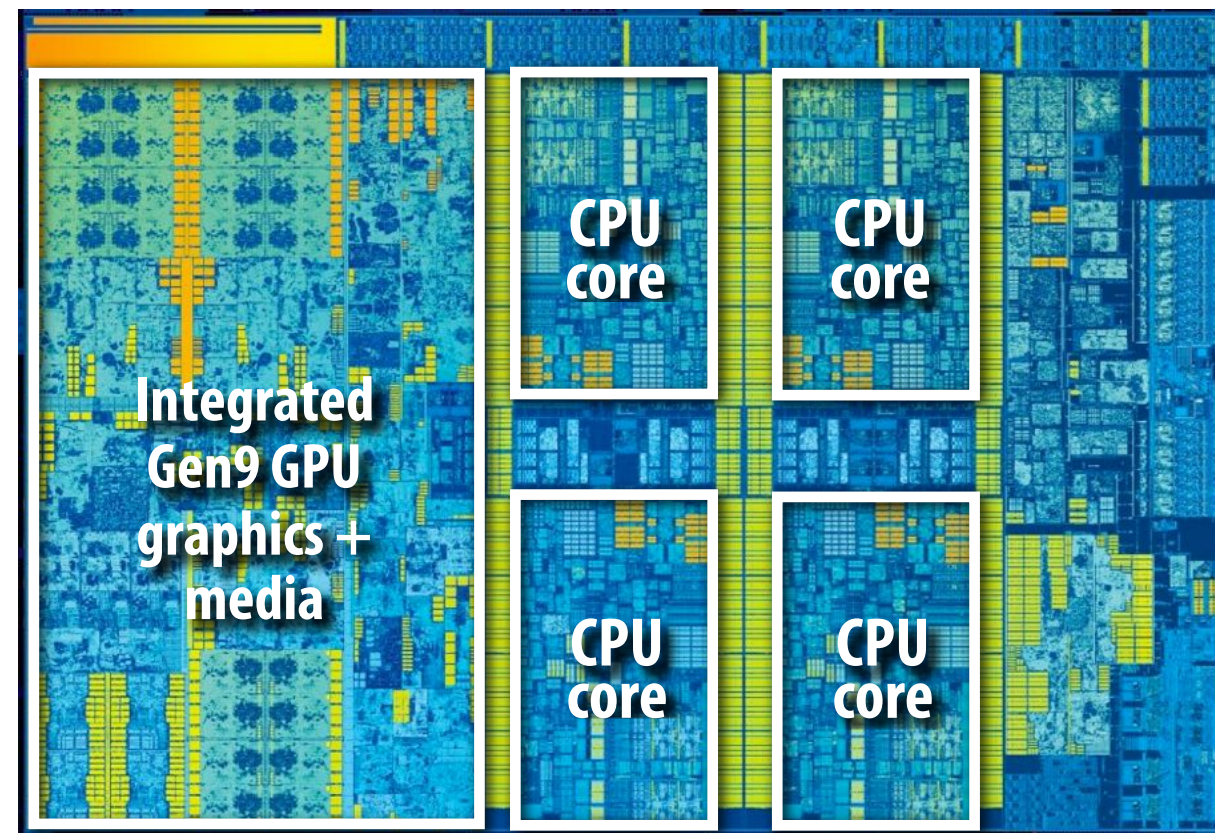 CPU
core
CPU
core
Integrated
Gen9 GPU
graphics +
media
CPU
core
CPU
core